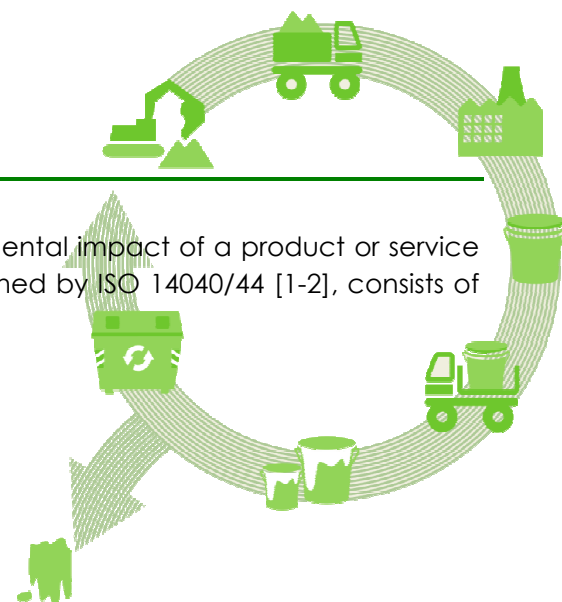 ental impact of a product or service
ned by ISO 14040/44 [1-2], consists of